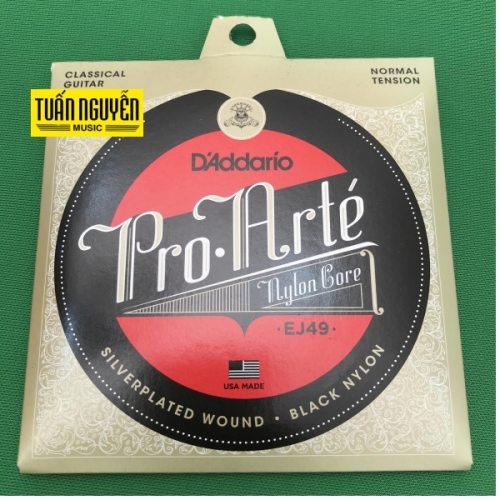 CLASSICAL
GUITAR
NORMAL
TENSION
TUẤN NGUYỄN
MUSIC
D'Addario
Pro·Arté
Nylon Core
·EJ49·
USA MADE
SILVERPLATED WOUND • BLACK NYLON